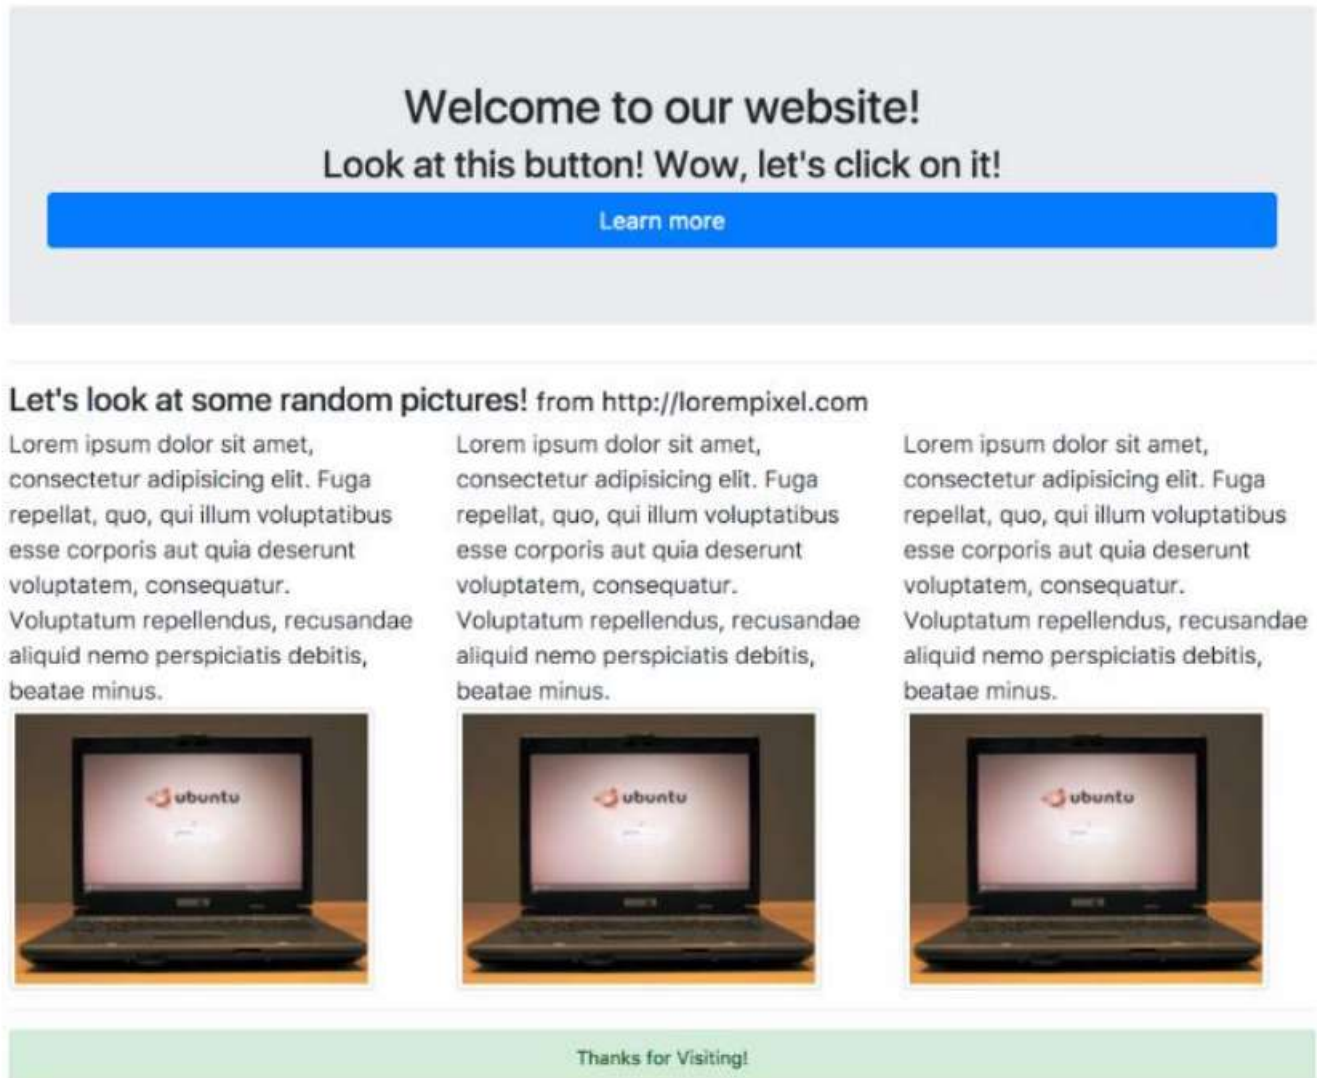 Welcome to our website!
Look at this button! Wow, let's click on it!
Learn more
Let's look at some random pictures! from http://lorempixel.com
Lorem ipsum dolor sit amet,
consectetur adipisicing elit. Fuga
repellat, quo, qui illum voluptatibus
esse corporis aut quia deserunt
voluptatem, consequatur.
Voluptatum repellendus, recusandae
aliquid nemo perspiciatis debitis,
beatae minus.
ubuntu
Lorem ipsum dolor sit amet,
consectetur adipisicing elit. Fuga
repellat, quo, qui illum voluptatibus
esse corporis aut quia deserunt
voluptatem, consequatur.
Voluptatum repellendus, recusandae
aliquid nemo perspiciatis debitis,
beatae minus.
ubuntu
Lorem ipsum dolor sit amet,
consectetur adipisicing elit. Fuga
repellat, quo, qui illum voluptatibus
esse corporis aut quia deserunt
voluptatem, consequatur.
Voluptatum repellendus, recusandae
aliquid nemo perspiciatis debitis,
beatae minus.
ubuntu
Thanks for Visiting!